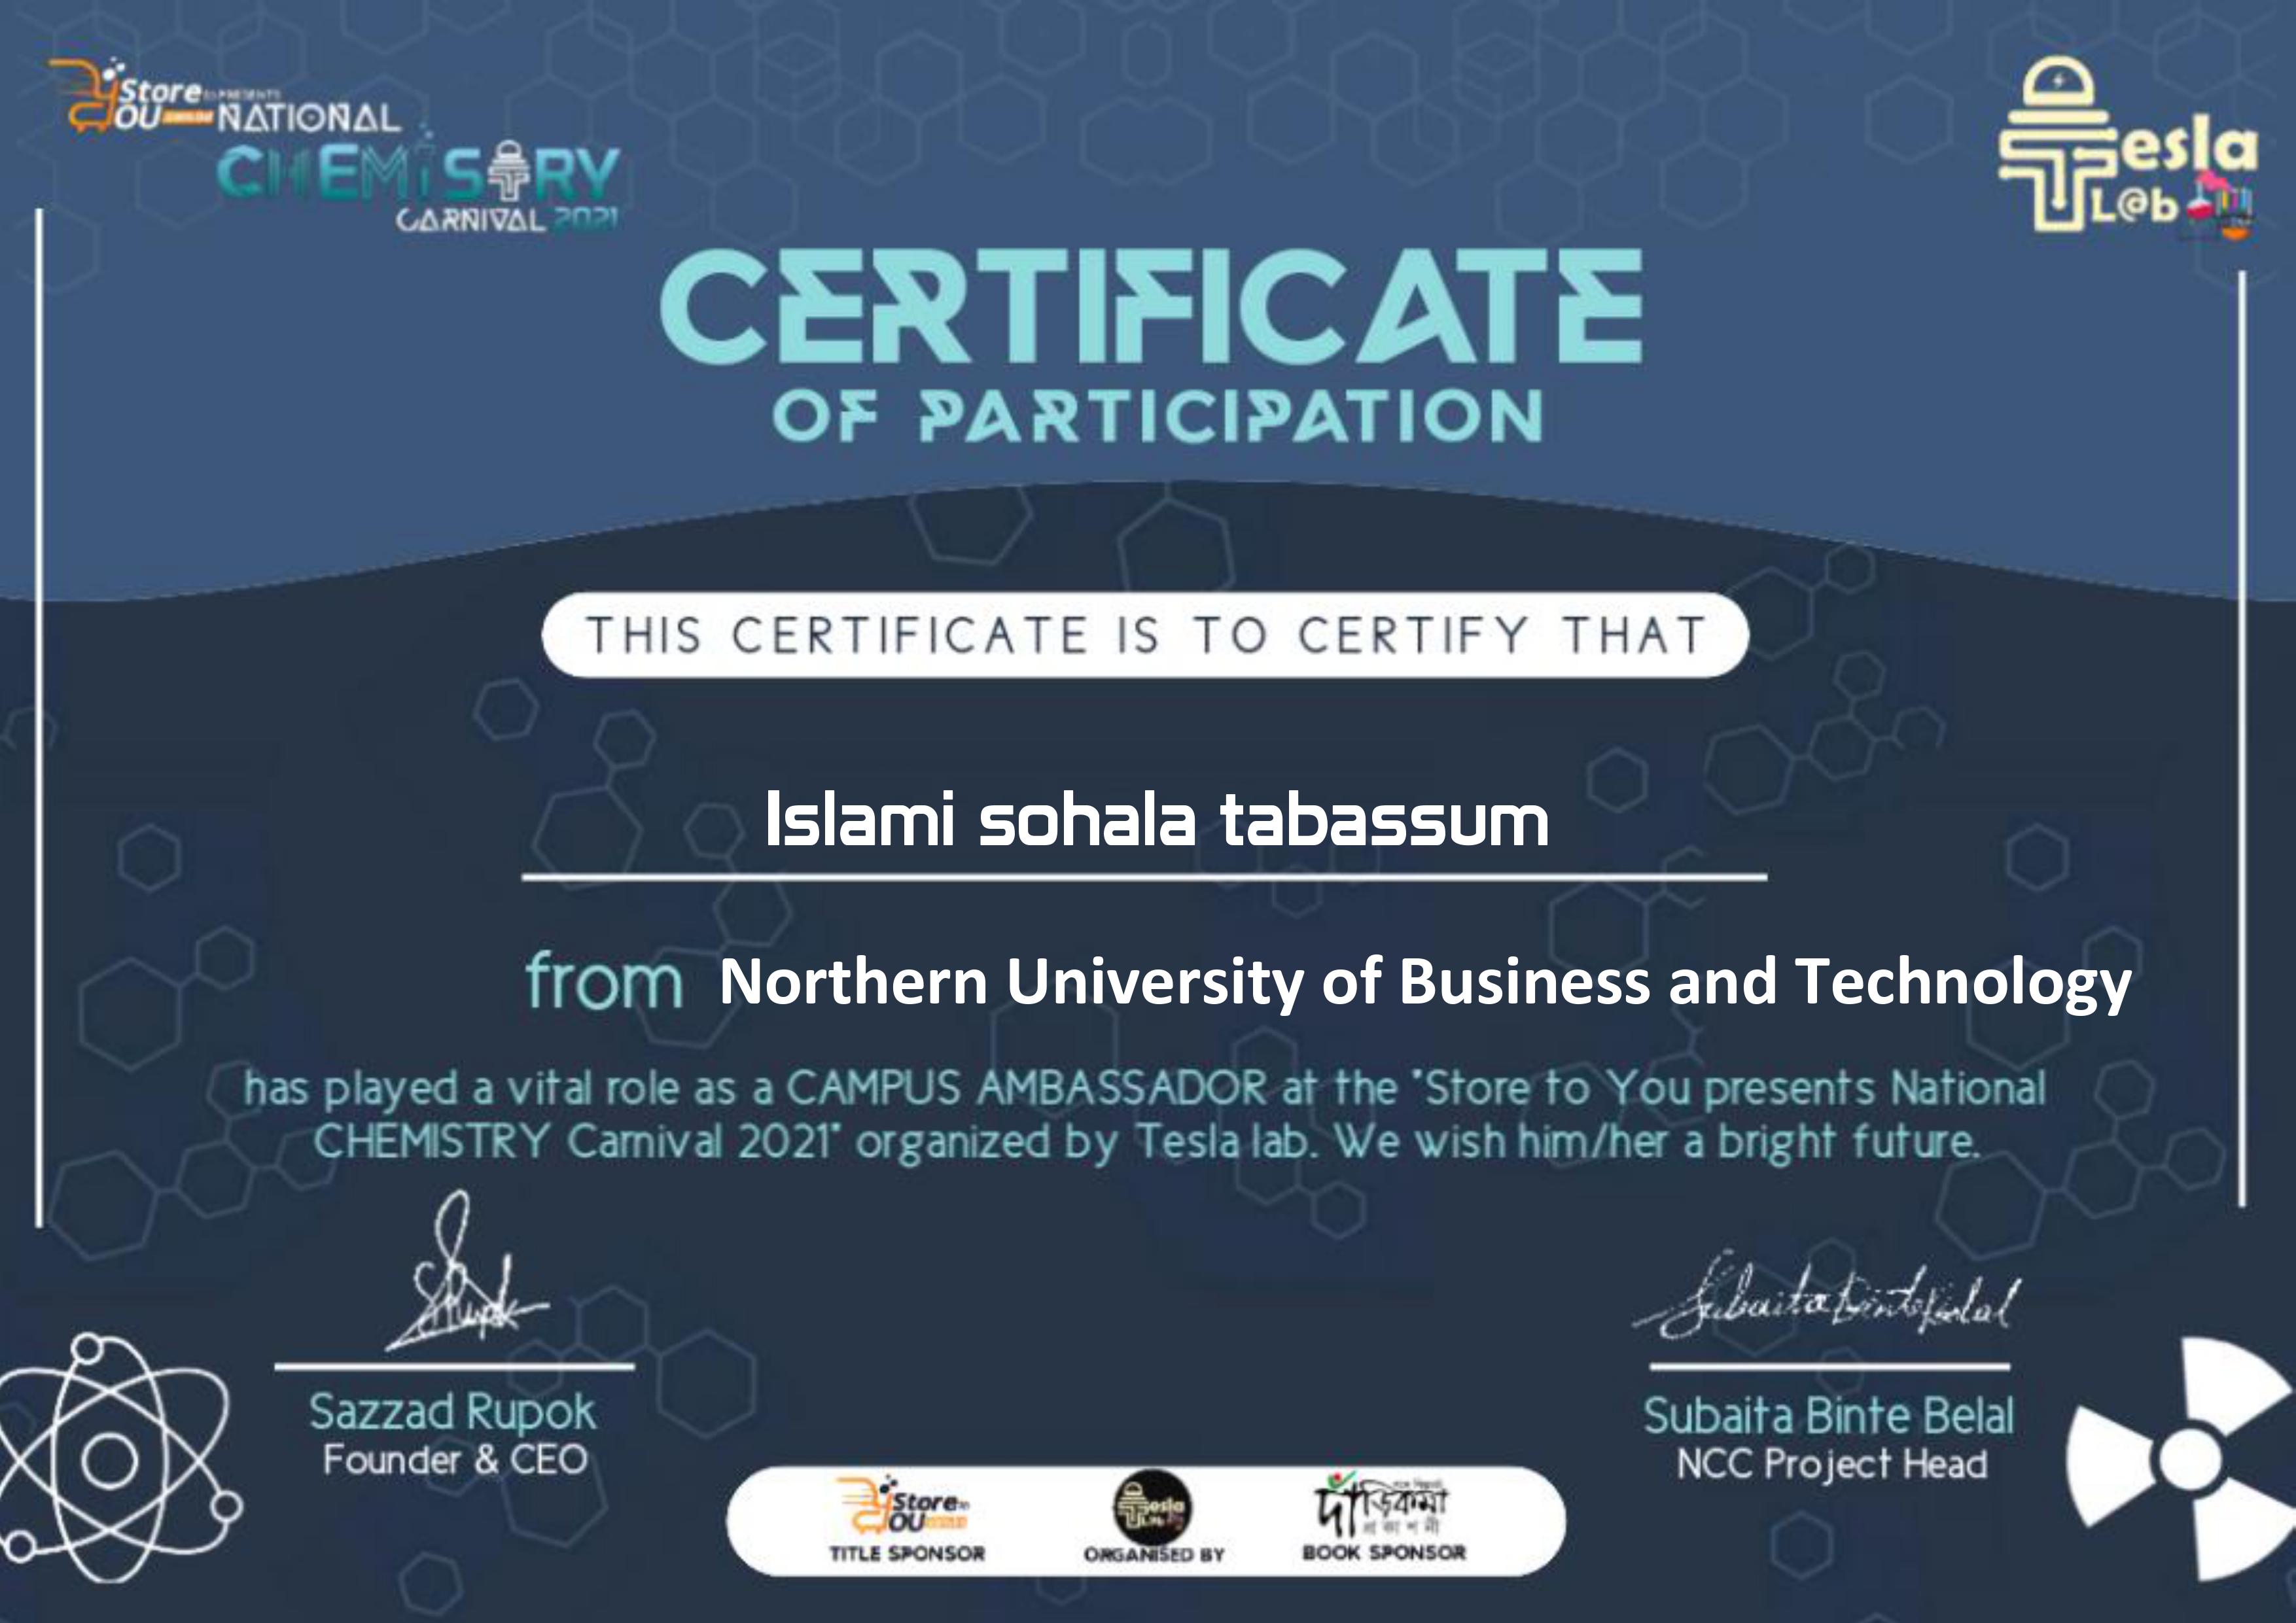 Store to PRESENTS
YOU
NATIONAL
CHEMiSTRY
CARNIVAL 2021
Tesla
L@b
CERTIFICATE
OF PARTICIPATION
THIS CERTIFICATE IS TO CERTIFY THAT
Islami sohala tabassum
from Northern University of Business and Technology
has played a vital role as a CAMPUS AMBASSADOR at the "Store to You presents National
CHEMISTRY Carnival 2021" organized by Tesla lab. We wish him/her a bright future.
SRupok
Subaita Binte Belal
Sazzad Rupok
Founder & CEO
Subaita Binte Belal
NCC Project Head
Store to
YOU
Tesla
L@b
দাঁড়িকমা
প্রকাশনী
TITLE SPONSOR
ORGANISED BY
BOOK SPONSOR